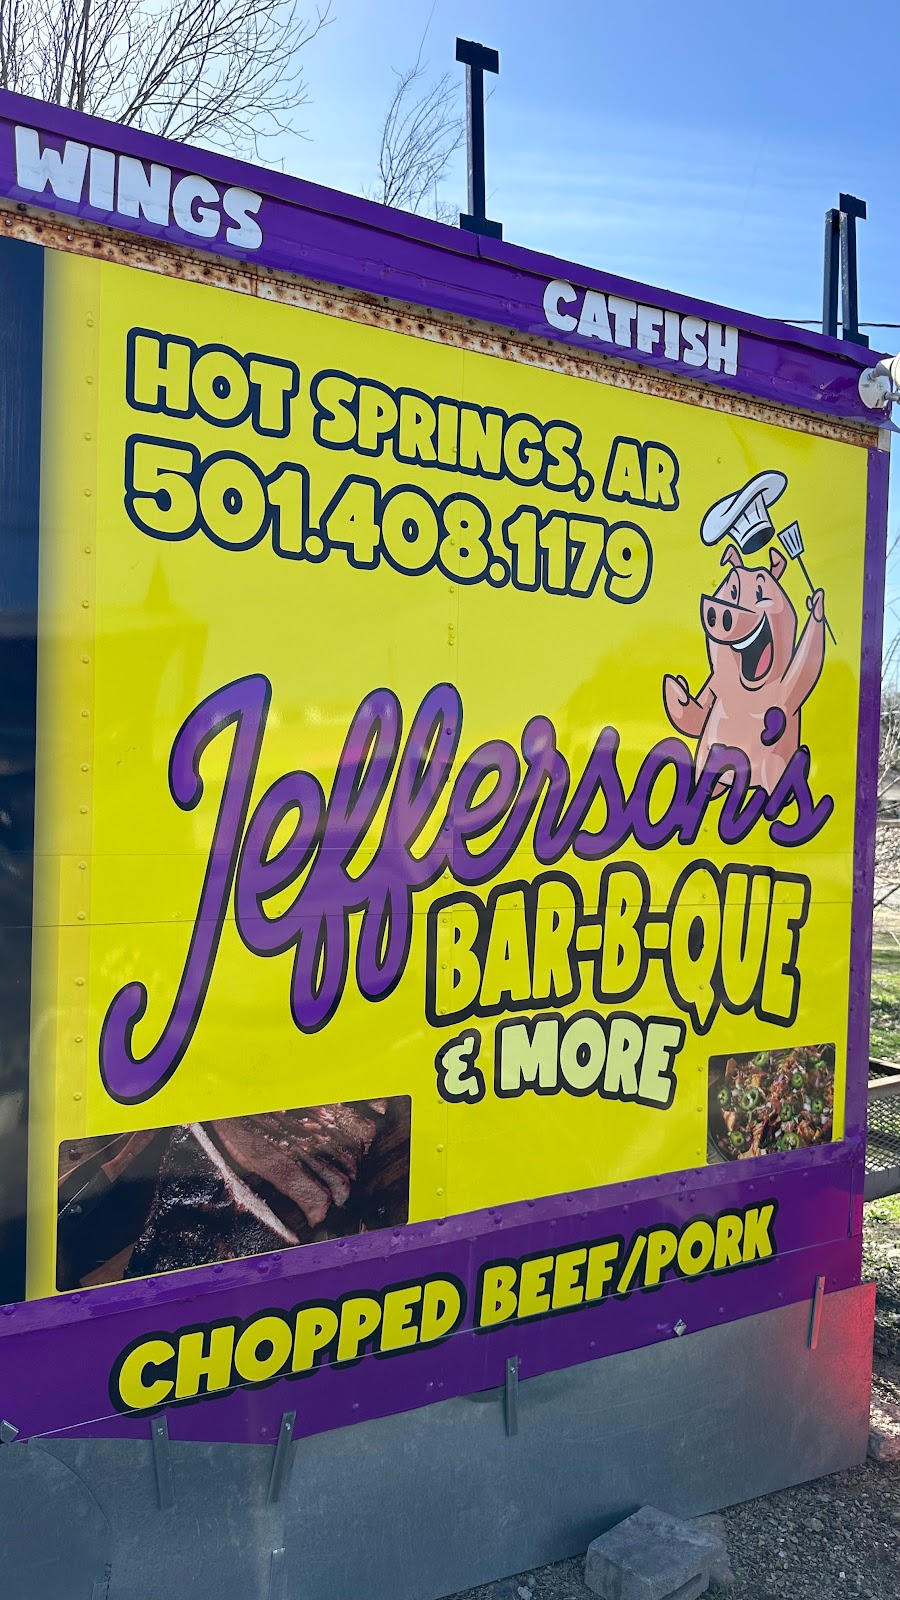 WINGS
CATFISH
HOT SPRINGS, AR
501.408.1179
Jefferson's
BAR-B-QUE
& MORE
CHOPPED BEEF/PORK